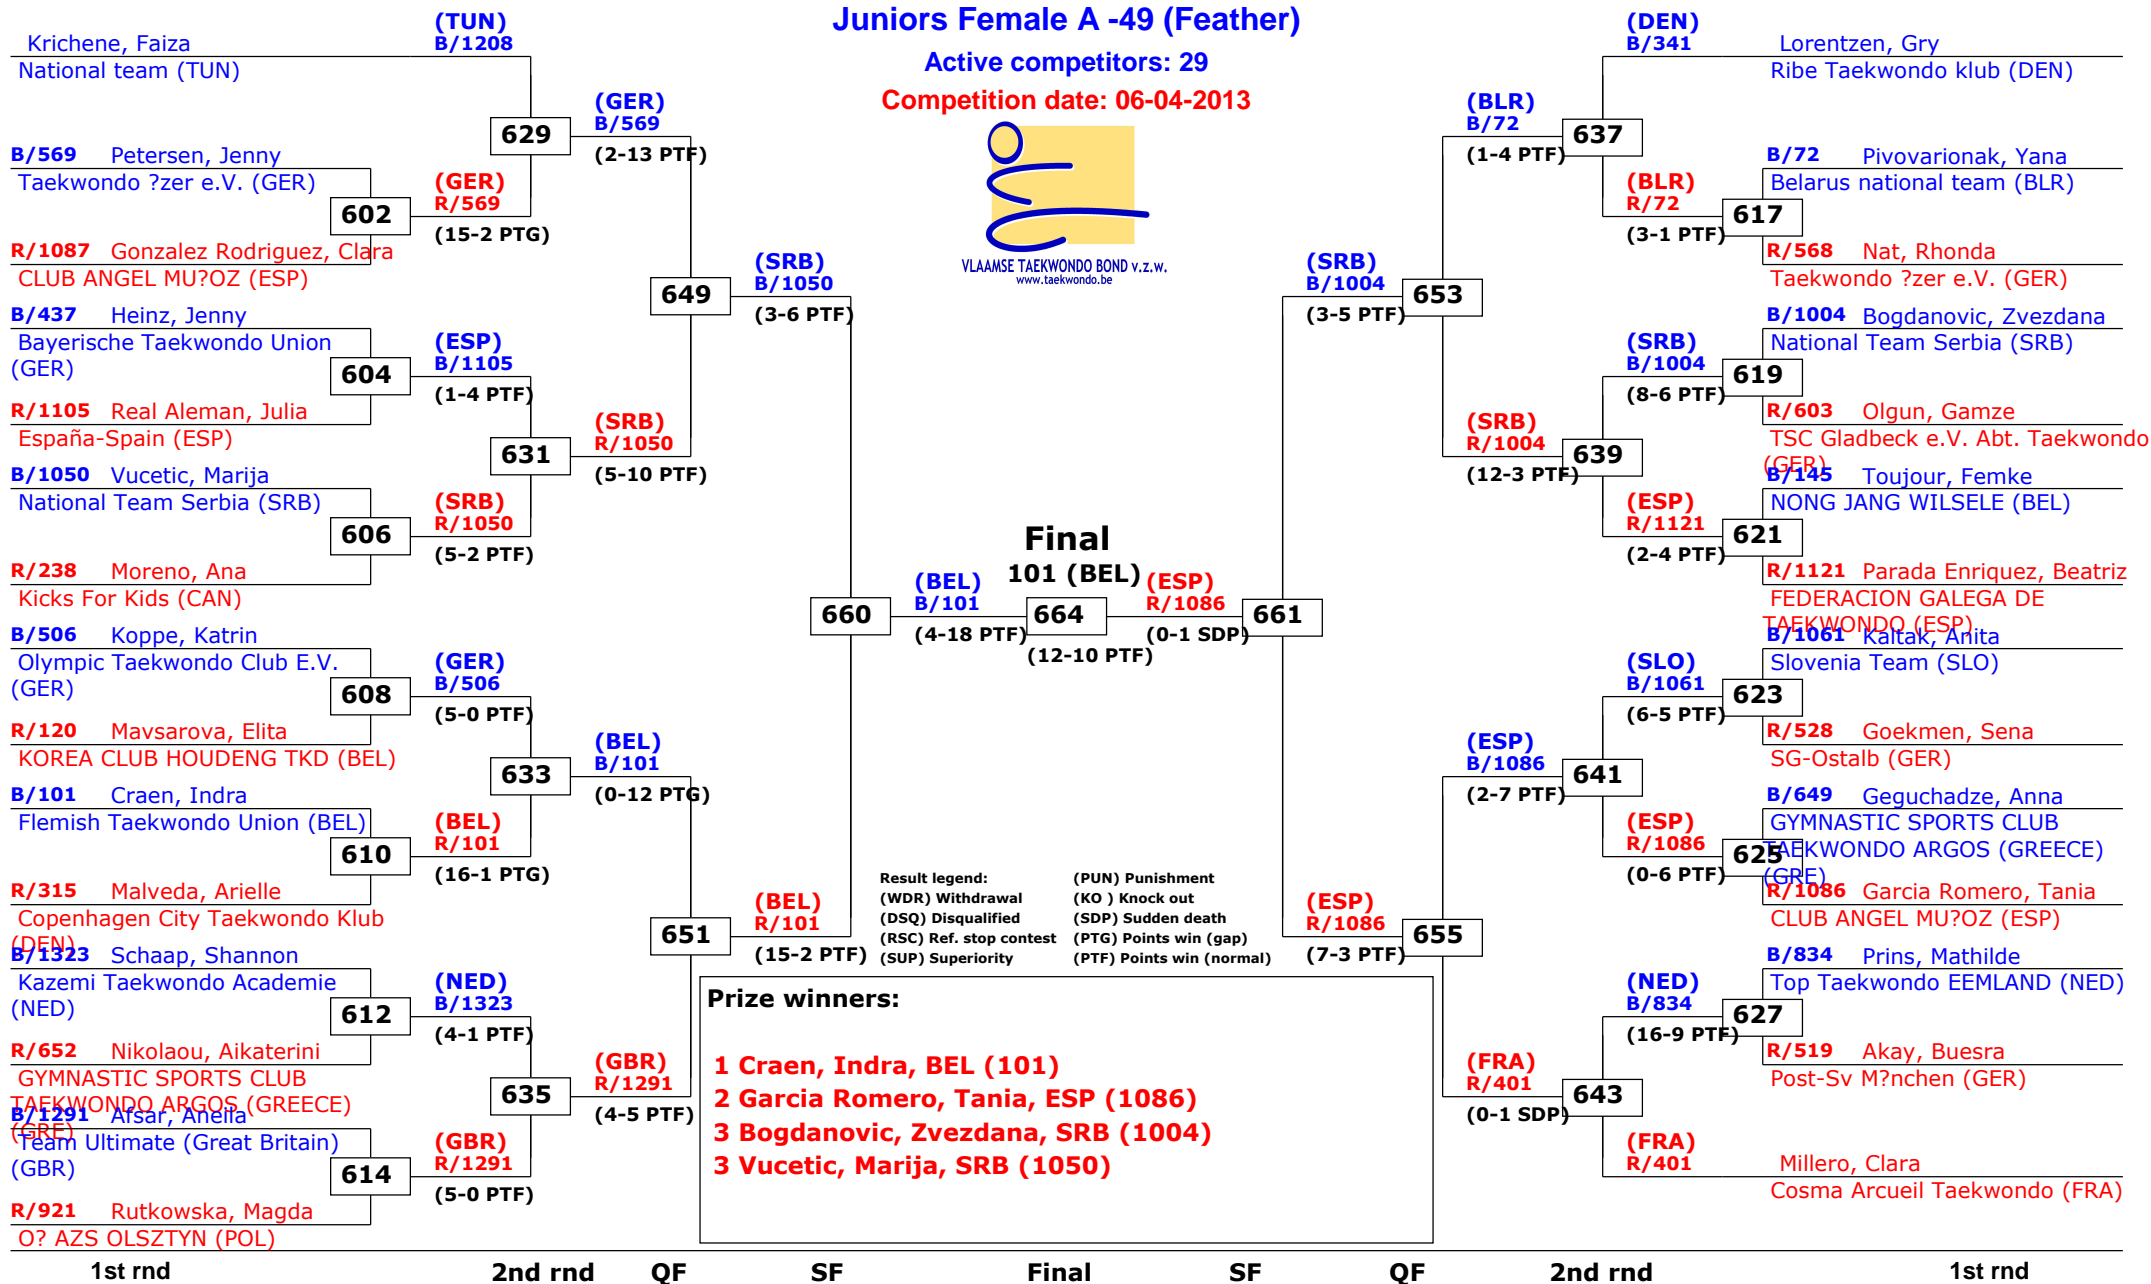 Juniors Female A -49 (Feather)
Active competitors: 29
Competition date: 06-04-2013
VLAAMSE TAEKWONDO BOND v.z.w.
www.taekwondo.be
Krichene, Faiza
National team (TUN)
B/569 Petersen, Jenny
Taekwondo ?zer e.V. (GER)
602
R/1087 Gonzalez Rodriguez, Clara
CLUB ANGEL MU?OZ (ESP)
B/437 Heinz, Jenny
Bayerische Taekwondo Union
(GER)
604
R/1105 Real Aleman, Julia
España-Spain (ESP)
B/1050 Vucetic, Marija
National Team Serbia (SRB)
606
R/238 Moreno, Ana
Kicks For Kids (CAN)
B/506 Koppe, Katrin
Olympic Taekwondo Club E.V.
(GER)
608
R/120 Mavsarova, Elita
KOREA CLUB HOUDENG TKD (BEL)
B/101 Craen, Indra
Flemish Taekwondo Union (BEL)
610
R/315 Malveda, Arielle
Copenhagen City Taekwondo Klub
(DEN)
B/1323 Schaap, Shannon
Kazemi Taekwondo Academie
(NED)
612
R/652 Nikolaou, Aikaterini
GYMNASTIC SPORTS CLUB
TAEKWONDO ARGOS (GREECE)
(GRE)
B/1291 Afsar, Aneila
Team Ultimate (Great Britain)
(GBR)
614
R/921 Rutkowska, Magda
O? AZS OLSZTYN (POL)
(TUN)
B/1208
629
(GER)
R/569
(15-2 PTG)
(ESP)
B/1105
(1-4 PTF)
631
(SRB)
R/1050
(5-2 PTF)
(GER)
B/506
(5-0 PTF)
633
(BEL)
R/101
(16-1 PTG)
(NED)
B/1323
(4-1 PTF)
635
(GBR)
R/1291
(5-0 PTF)
(GER)
B/569
(2-13 PTF)
649
(SRB)
R/1050
(5-10 PTF)
(BEL)
B/101
(0-12 PTG)
651
(GBR)
R/1291
(4-5 PTF)
(SRB)
B/1050
(3-6 PTF)
660
(BEL)
R/101
(15-2 PTF)
(BEL)
B/101
(4-18 PTF)
Final
101 (BEL)
664
(12-10 PTF)
(ESP)
R/1086
(0-1 SDP)
661
(SRB)
B/1004
(3-5 PTF)
653
(ESP)
R/1086
(7-3 PTF)
655
(BLR)
B/72
(1-4 PTF)
637
(SRB)
R/1004
(12-3 PTF)
639
(ESP)
B/1086
(2-7 PTF)
641
(FRA)
R/401
(0-1 SDP)
643
(DEN)
B/341
(BLR)
R/72
(3-1 PTF)
617
(SRB)
B/1004
(8-6 PTF)
619
(ESP)
R/1121
(2-4 PTF)
621
(SLO)
B/1061
(6-5 PTF)
623
(ESP)
R/1086
(0-6 PTF)
625
(NED)
B/834
(16-9 PTF)
627
(FRA)
R/401
Lorentzen, Gry
Ribe Taekwondo klub (DEN)
B/72 Pivovarionak, Yana
Belarus national team (BLR)
R/568 Nat, Rhonda
Taekwondo ?zer e.V. (GER)
B/1004 Bogdanovic, Zvezdana
National Team Serbia (SRB)
R/603 Olgun, Gamze
TSC Gladbeck e.V. Abt. Taekwondo
(GER)
B/145 Toujour, Femke
NONG JANG WILSELE (BEL)
R/1121 Parada Enriquez, Beatriz
FEDERACION GALEGA DE
TAEKWONDO (ESP)
B/1061 Kaltak, Anita
Slovenia Team (SLO)
R/528 Goekmen, Sena
SG-Ostalb (GER)
B/649 Geguchadze, Anna
GYMNASTIC SPORTS CLUB
TAEKWONDO ARGOS (GREECE)
(GRE)
R/1086 Garcia Romero, Tania
CLUB ANGEL MU?OZ (ESP)
B/834 Prins, Mathilde
Top Taekwondo EEMLAND (NED)
R/519 Akay, Buesra
Post-Sv M?nchen (GER)
Millero, Clara
Cosma Arcueil Taekwondo (FRA)
Result legend:
(WDR) Withdrawal
(DSQ) Disqualified
(RSC) Ref. stop contest
(SUP) Superiority
(PUN) Punishment
(KO ) Knock out
(SDP) Sudden death
(PTG) Points win (gap)
(PTF) Points win (normal)
Prize winners:
1 Craen, Indra, BEL (101)
2 Garcia Romero, Tania, ESP (1086)
3 Bogdanovic, Zvezdana, SRB (1004)
3 Vucetic, Marija, SRB (1050)
1st rnd 2nd rnd QF SF Final SF QF 2nd rnd 1st rnd